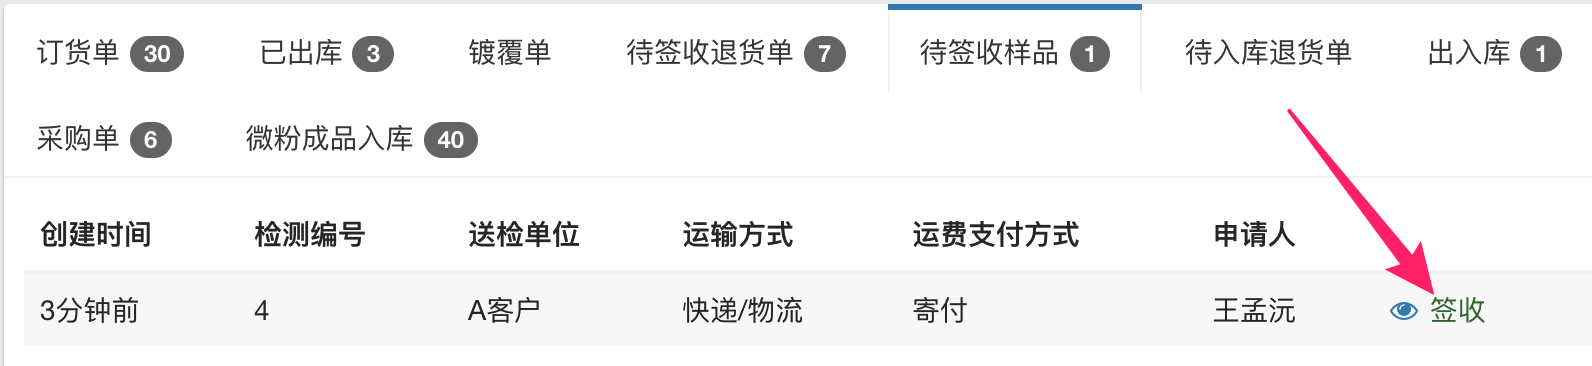 订货单 30 已出库 3 镀覆单 待签收退货单 7 待签收样品 1 待入库退货单 出入库 1
采购单 6 微粉成品入库 40
创建时间 检测编号 送检单位 运输方式 运费支付方式 申请人
3分钟前 4 A客户 快递/物流 寄付 王孟沅 签收